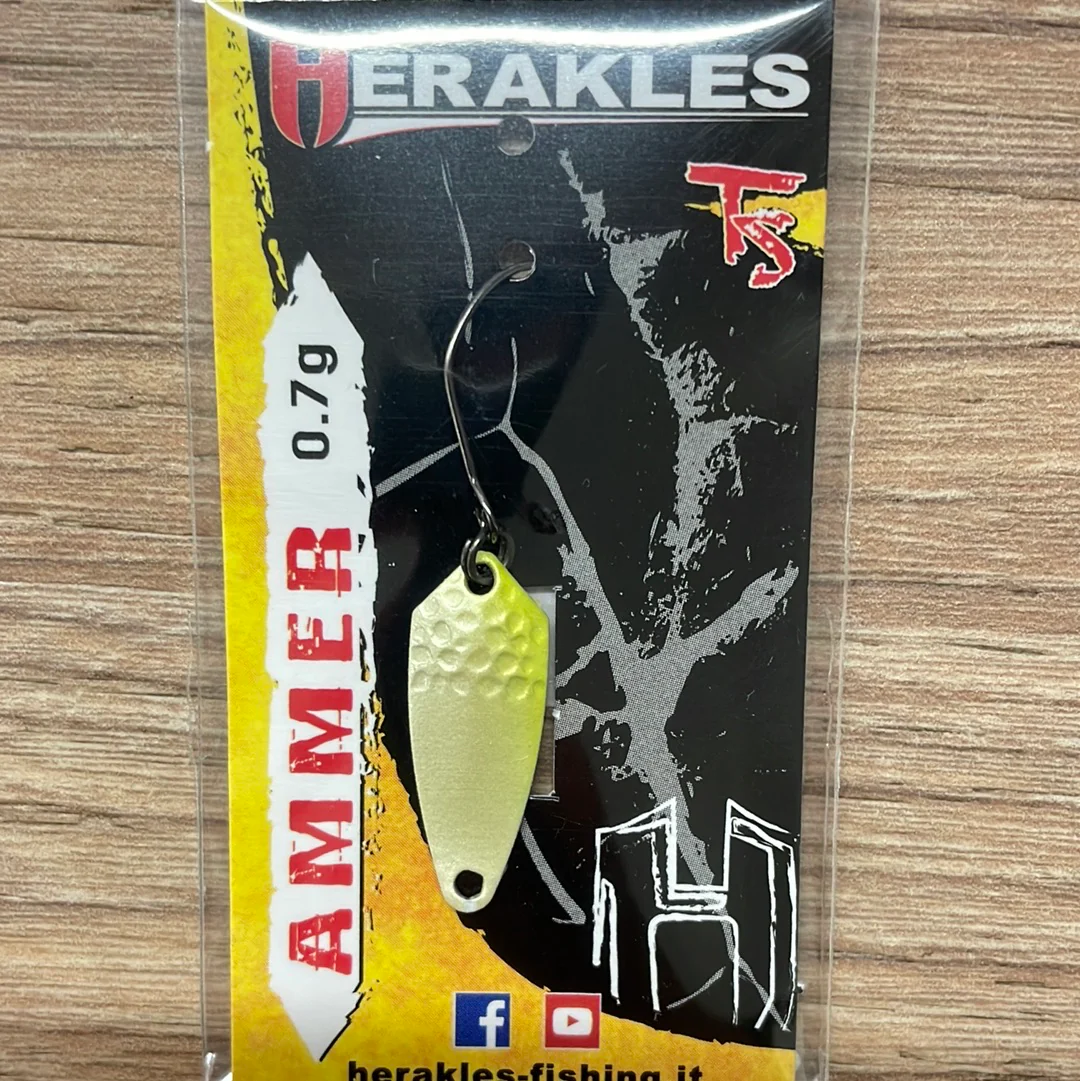 HERAKLES
TS
AMMER 0.7g
herakles-fishing.it